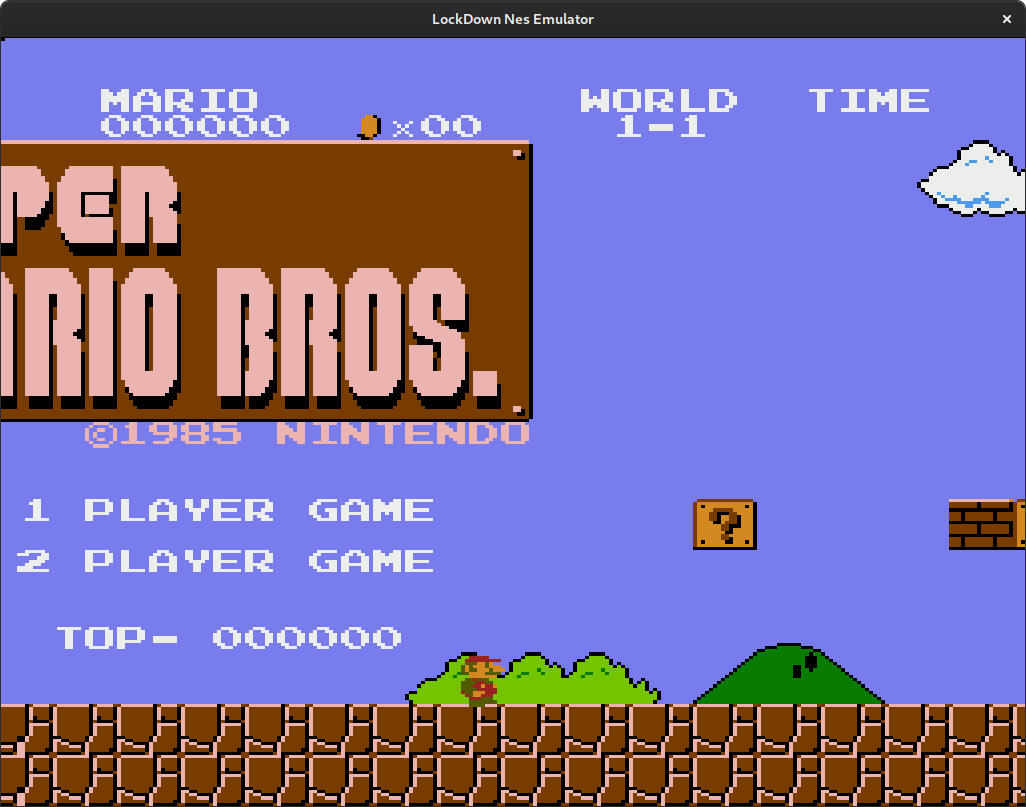 LockDown Nes Emulator
MARIO WORLD TIME
000000 ×00 1-1
PER
ARIO BROS.
©1985 NINTENDO
?
1 PLAYER GAME
2 PLAYER GAME
TOP- 000000